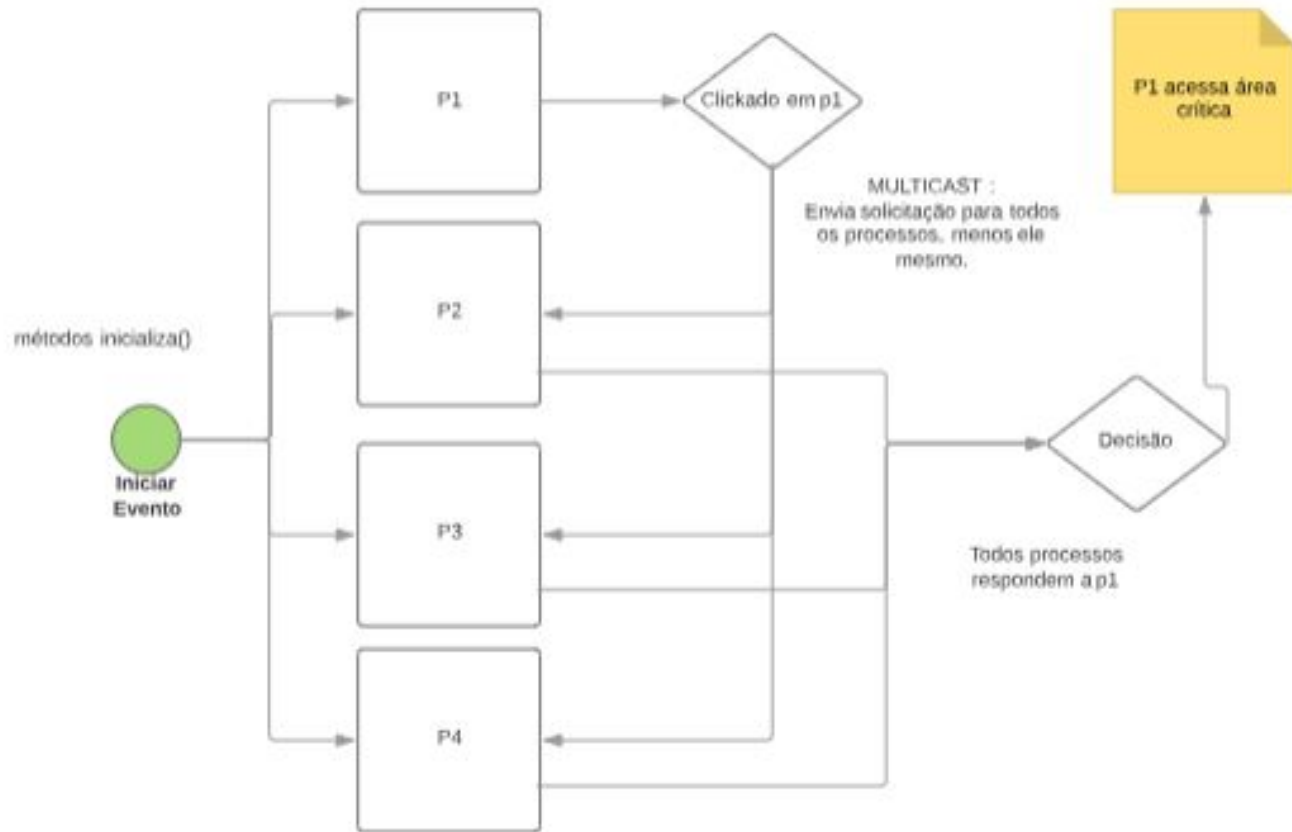 P1
Clickado em p1
P1 acessa área
crítica
MULTICAST :
Envia solicitação para todos
os processos, menos ele
mesmo.
P2
métodos inicializa()
Iniciar
Evento
Decisão
P3
Todos processos
respondem a p1
P4